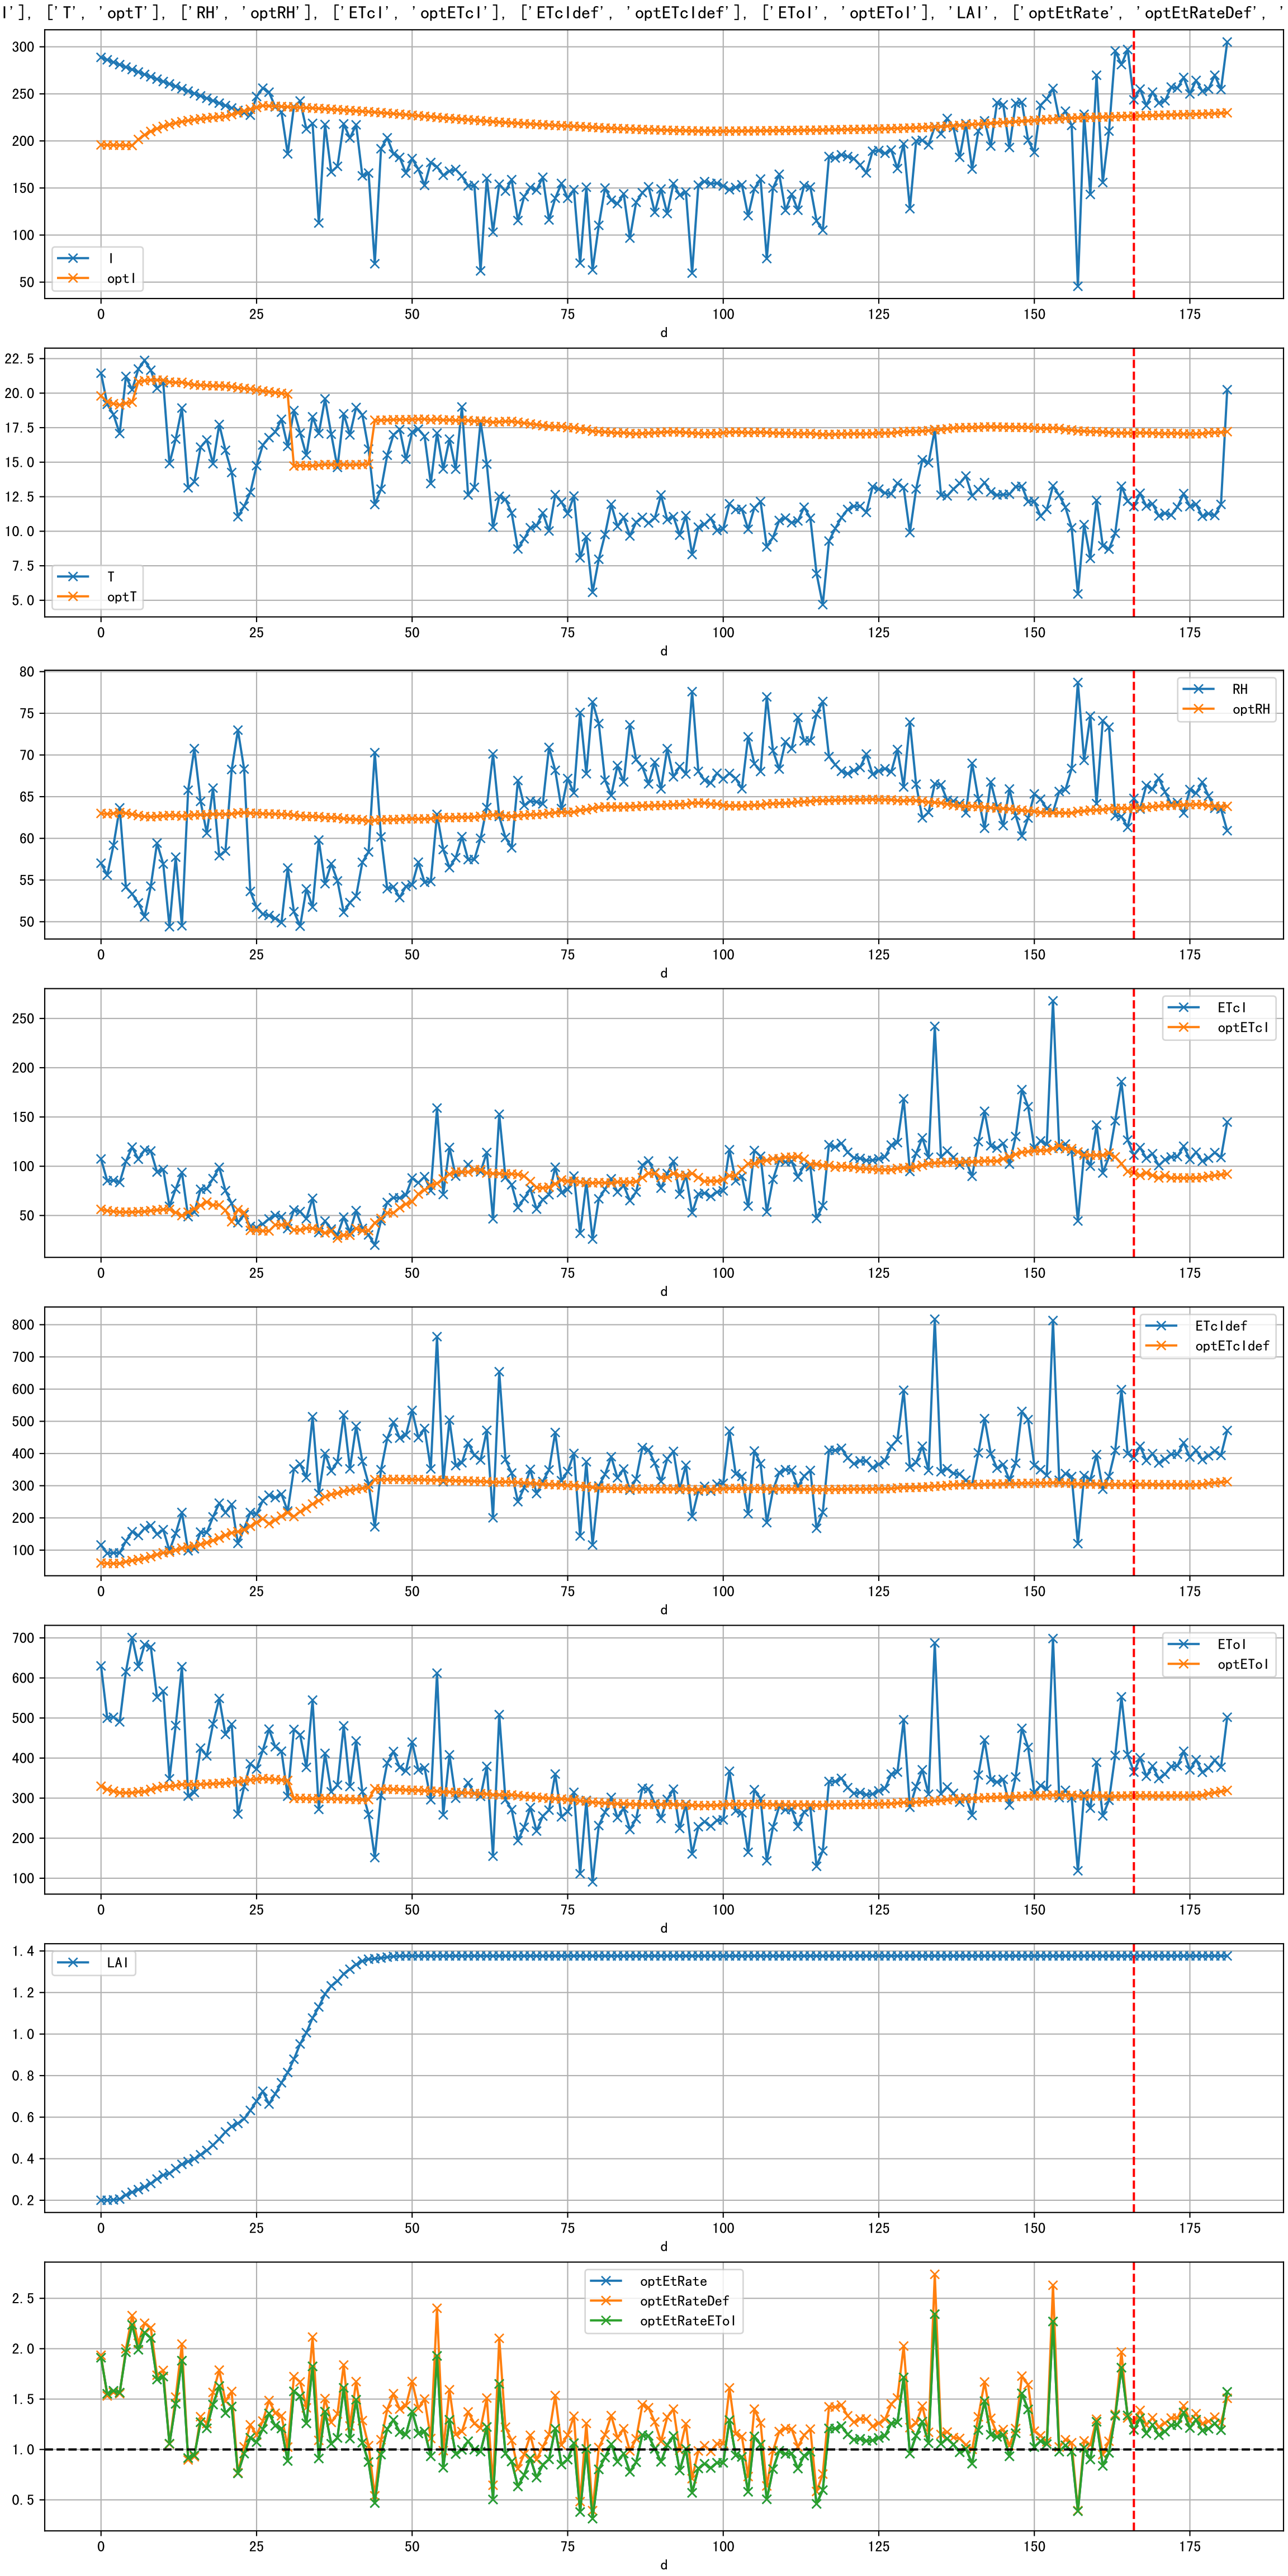 I'], ['T', 'optT'], ['RH', 'optRH'], ['ETcI', 'optETcI'], ['ETcIdef', 'optETcIdef'], ['EToI', 'optEToI'], 'LAI', ['optEtRate', 'optEtRateDef', '
300
250
200
150
100
50
I
optI
0 25 50 75 100 125 150 175
d
22.5
20.0
17.5
15.0
12.5
10.0
7.5
5.0
T
optT
0 25 50 75 100 125 150 175
d
80
75
70
65
60
55
50
RH
optRH
0 25 50 75 100 125 150 175
d
250
200
150
100
50
ETcI
optETcI
0 25 50 75 100 125 150 175
d
800
700
600
500
400
300
200
100
ETcIdef
optETcIdef
0 25 50 75 100 125 150 175
d
700
600
500
400
300
200
100
EToI
optEToI
0 25 50 75 100 125 150 175
d
1.4
1.2
1.0
0.8
0.6
0.4
0.2
LAI
0 25 50 75 100 125 150 175
d
2.5
2.0
1.5
1.0
0.5
optEtRate
optEtRateDef
optEtRateEToI
0 25 50 75 100 125 150 175
d